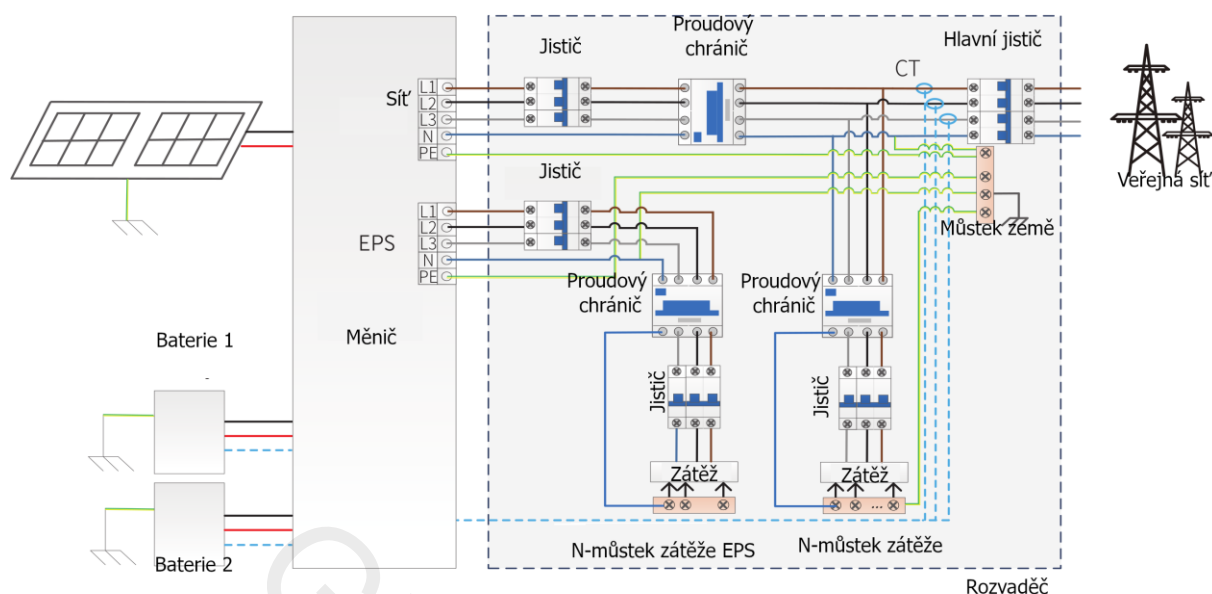 Proudový
chránič
Jistič
Hlavní jistič
CT
Síť
L1
L2
L3
N
PE
Veřejná síť
Jistič
Můstek země
EPS
L1
L2
L3
N
PE
Proudový
chránič
Proudový
chránič
Baterie 1
Měnič
Jistič
Jistič
Zátěž
Zátěž
...
Baterie 2
N-můstek zátěže EPS
N-můstek zátěže
Rozvaděč